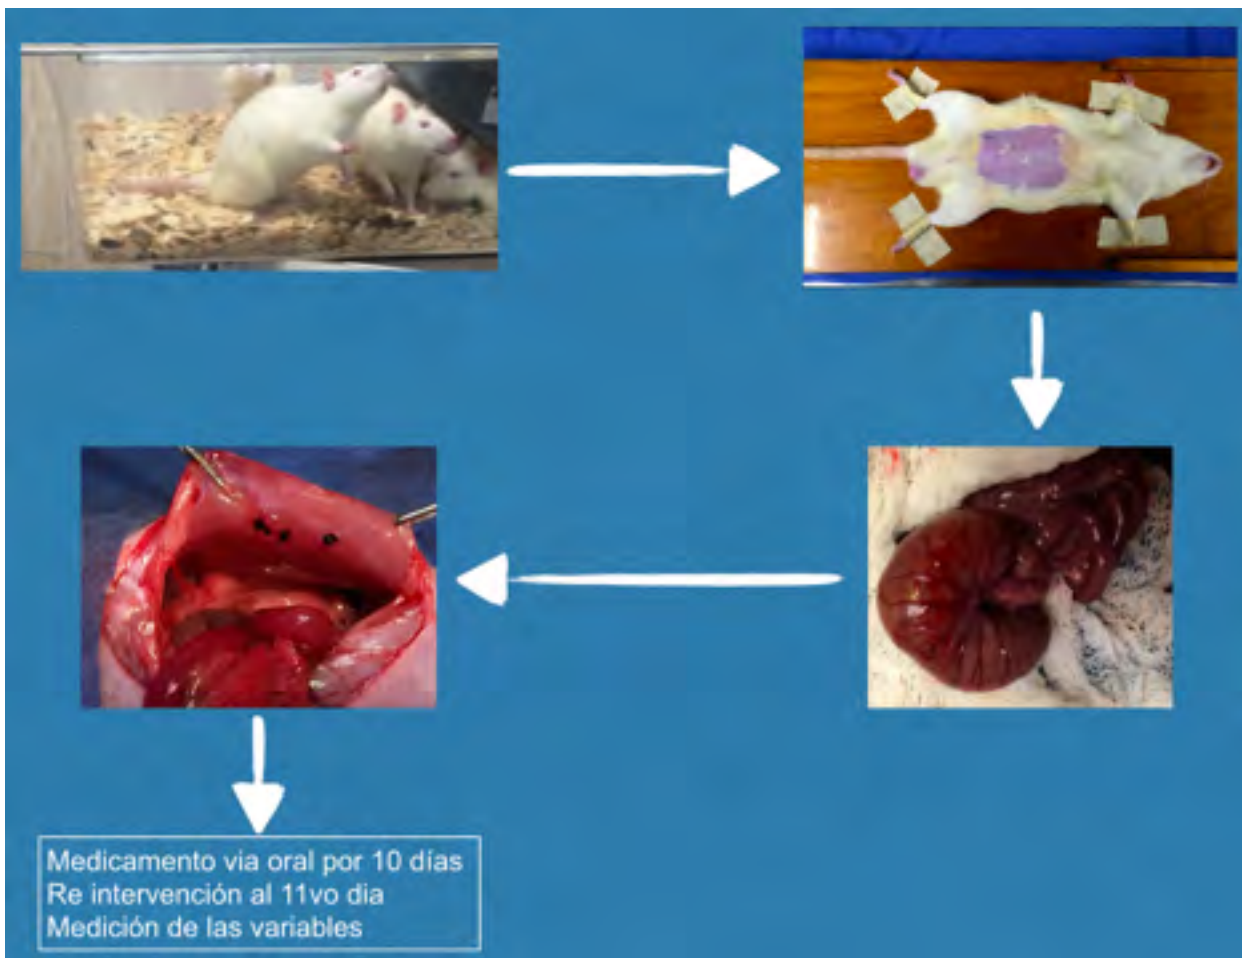 Medicamento via oral por 10 días
Re intervención al 11vo dia
Medición de las variables